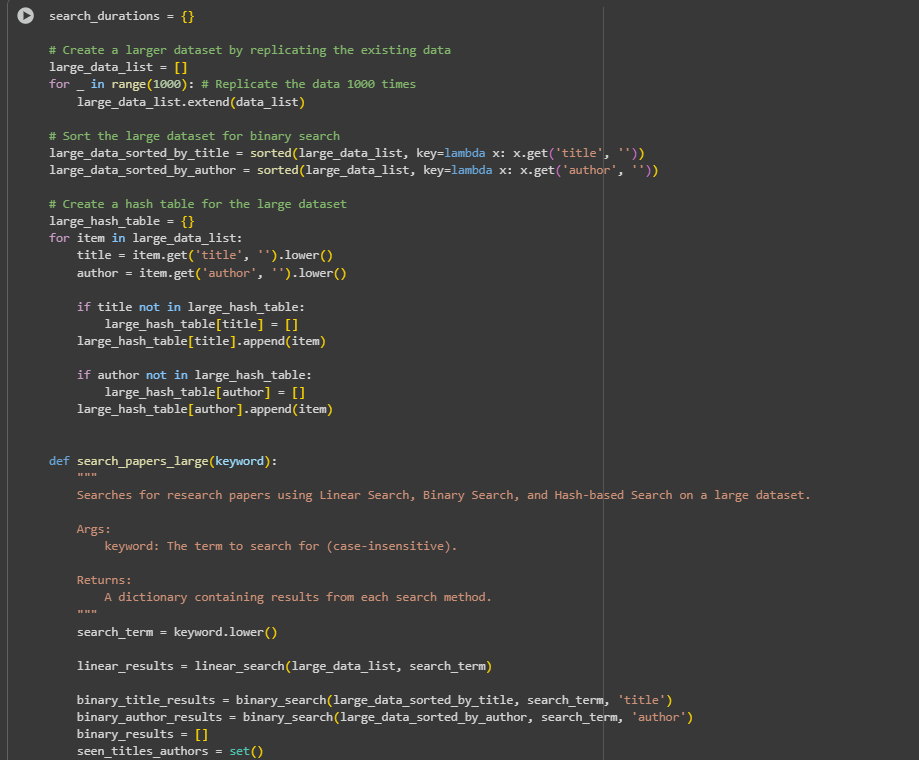 search_durations = {}
# Create a larger dataset by replicating the existing data
large_data_list = []
for _ in range(1000): # Replicate the data 1000 times
    large_data_list.extend(data_list)
# Sort the large dataset for binary search
large_data_sorted_by_title = sorted(large_data_list, key=lambda x: x.get('title', ''))
large_data_sorted_by_author = sorted(large_data_list, key=lambda x: x.get('author', ''))
# Create a hash table for the large dataset
large_hash_table = {}
for item in large_data_list:
    title = item.get('title', '').lower()
    author = item.get('author', '').lower()
    if title not in large_hash_table:
        large_hash_table[title] = []
    large_hash_table[title].append(item)
    if author not in large_hash_table:
        large_hash_table[author] = []
    large_hash_table[author].append(item)
def search_papers_large(keyword):
    """
    Searches for research papers using Linear Search, Binary Search, and Hash-based Search on a large dataset.
    Args:
        keyword: The term to search for (case-insensitive).
    Returns:
        A dictionary containing results from each search method.
    """
    search_term = keyword.lower()
    linear_results = linear_search(large_data_list, search_term)
    binary_title_results = binary_search(large_data_sorted_by_title, search_term, 'title')
    binary_author_results = binary_search(large_data_sorted_by_author, search_term, 'author')
    binary_results = []
    seen_titles_authors = set()